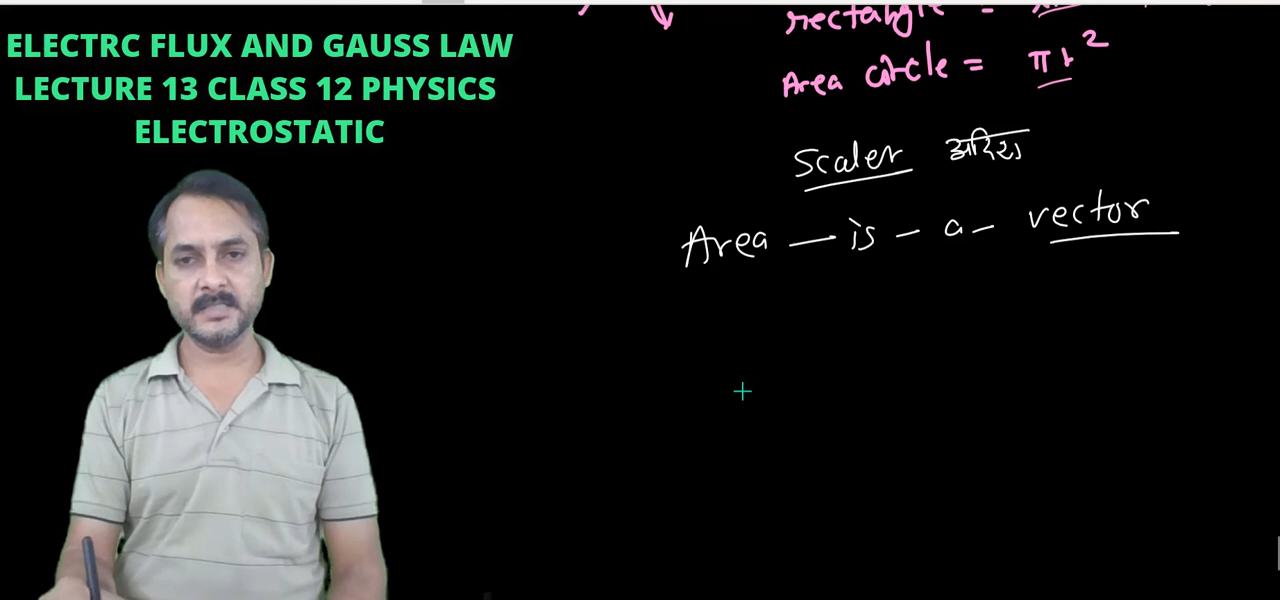 ELECTRC FLUX AND GAUSS LAW
LECTURE 13 CLASS 12 PHYSICS
ELECTROSTATIC
rectangle =
Area circle = πr²
Scaler अदिश
Area — is – a – vector